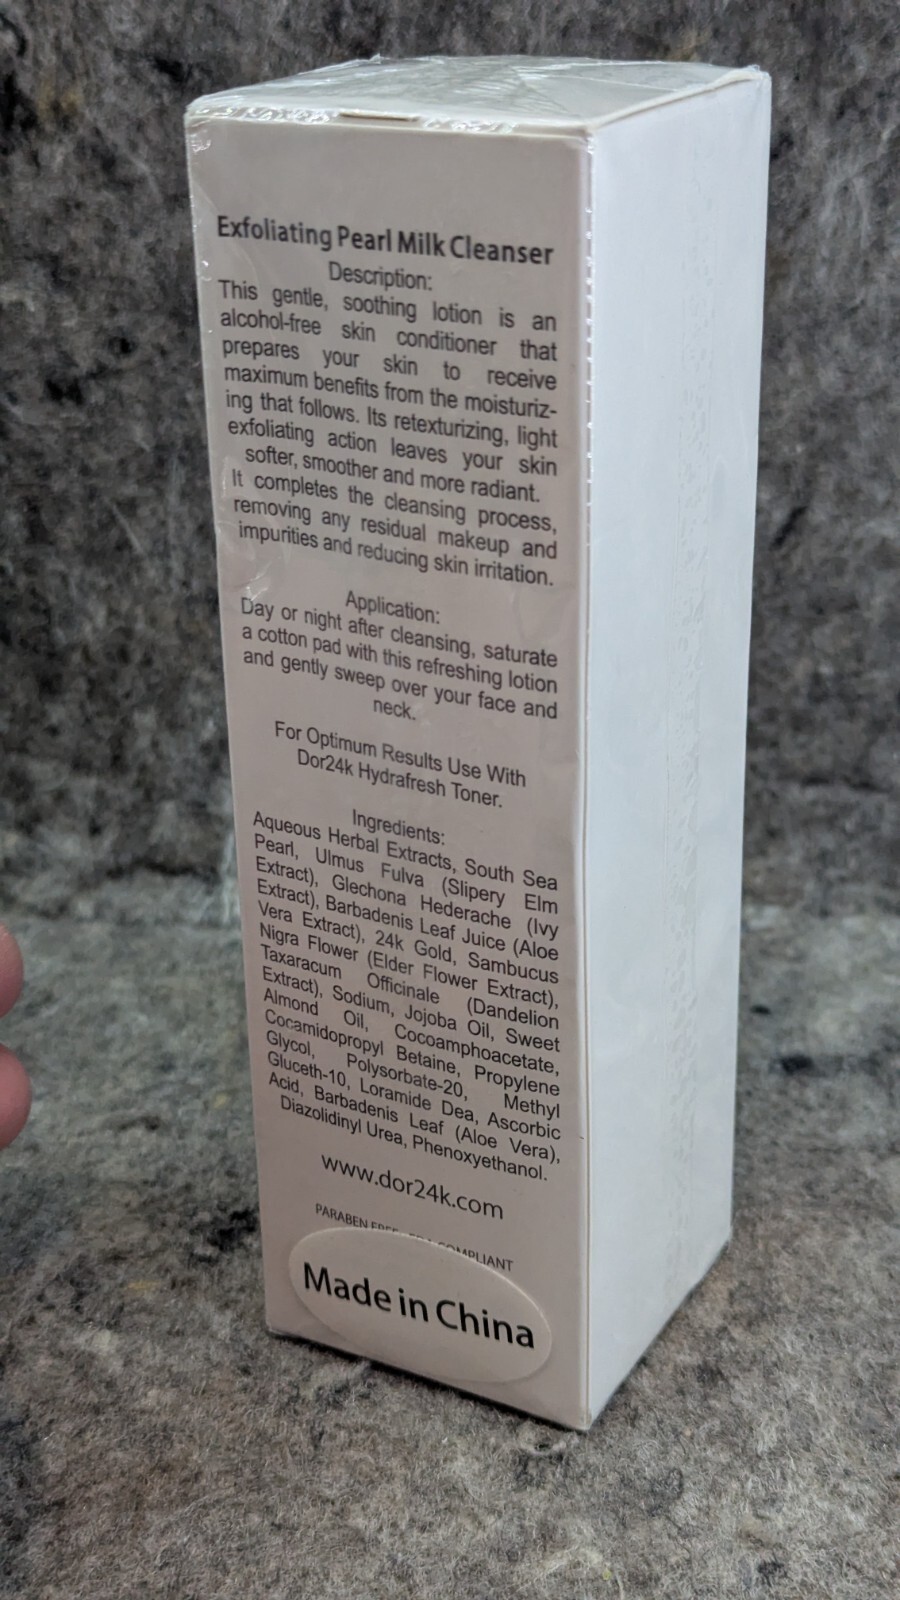 Exfoliating Pearl Milk Cleanser
Description:
This gentle, soothing lotion is an
alcohol-free skin conditioner that
prepares your skin to receive
maximum benefits from the moisturiz-
ing that follows. Its retexturizing, light
exfoliating action leaves your skin
softer, smoother and more radiant.
It completes the cleansing process,
removing any residual makeup and
impurities and reducing skin irritation.
Application:
Day or night after cleansing, saturate
a cotton pad with this refreshing lotion
and gently sweep over your face and
neck.
For Optimum Results Use With
Dor24k Hydrafresh Toner.
Ingredients:
Aqueous Herbal Extracts, South Sea
Pearl, Ulmus Fulva (Slipery Elm
Extract), Glechona Hederache (Ivy
Extract), Barbadenis Leaf Juice (Aloe
Vera Extract), 24k Gold, Sambucus
Nigra Flower (Elder Flower Extract),
Taxaracum Officinale (Dandelion
Extract), Sodium, Jojoba Oil, Sweet
Almond Oil, Cocoamphoacetate,
Cocamidopropyl Betaine, Propylene
Glycol, Polysorbate-20, Methyl
Gluceth-10, Loramide Dea, Ascorbic
Acid, Barbadenis Leaf (Aloe Vera),
Diazolidinyl Urea, Phenoxyethanol.
www.dor24k.com
PARABEN FREE COMPLIANT
Made in China